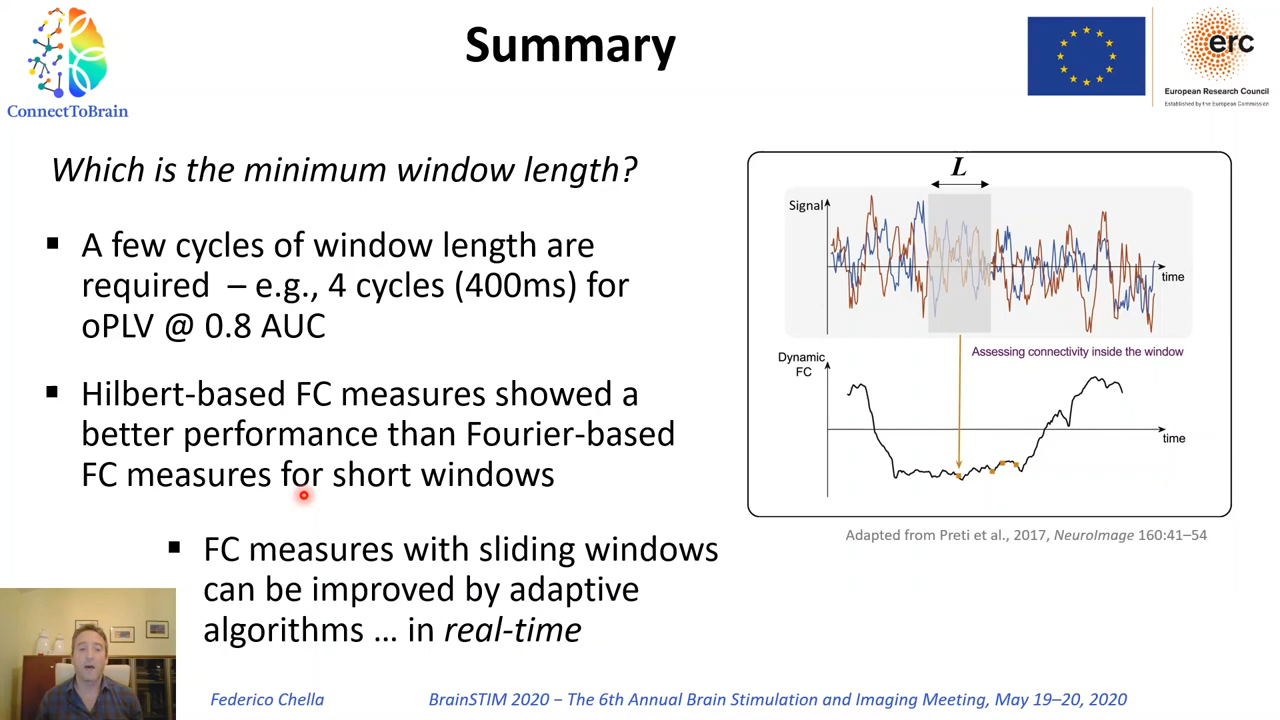 Summary
ConnectToBrain
erc
European Research Council
Established by the European Commission
Which is the minimum window length?
▪ A few cycles of window length are
required – e.g., 4 cycles (400ms) for
oPLV @ 0.8 AUC
▪ Hilbert-based FC measures showed a
better performance than Fourier-based
FC measures for short windows
▪ FC measures with sliding windows
can be improved by adaptive
algorithms ... in real-time
L
Signal
time
Assessing connectivity inside the window
Dynamic
FC
time
Adapted from Preti et al., 2017, NeuroImage 160:41–54
Federico Chella
BrainSTIM 2020 – The 6th Annual Brain Stimulation and Imaging Meeting, May 19–20, 2020